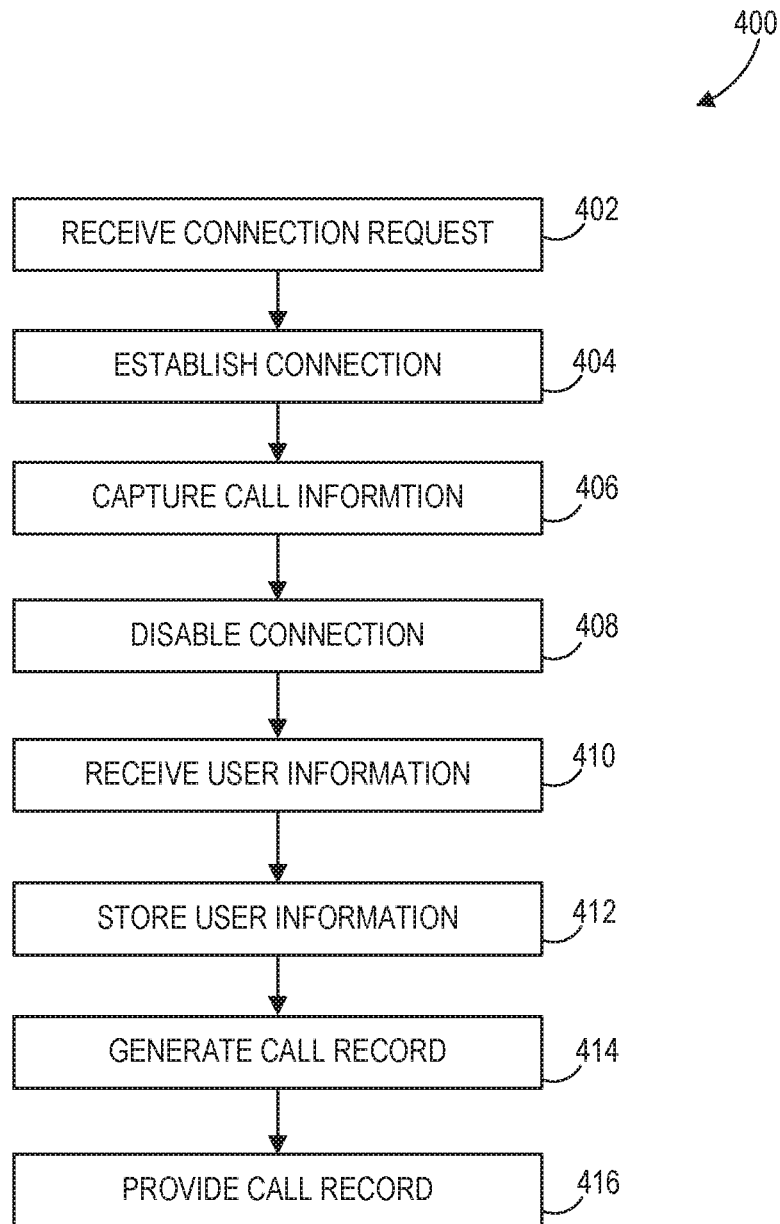 400
RECEIVE CONNECTION REQUEST
402
ESTABLISH CONNECTION
404
CAPTURE CALL INFORMTION
406
DISABLE CONNECTION
408
RECEIVE USER INFORMATION
410
STORE USER INFORMATION
412
GENERATE CALL RECORD
414
PROVIDE CALL RECORD
416